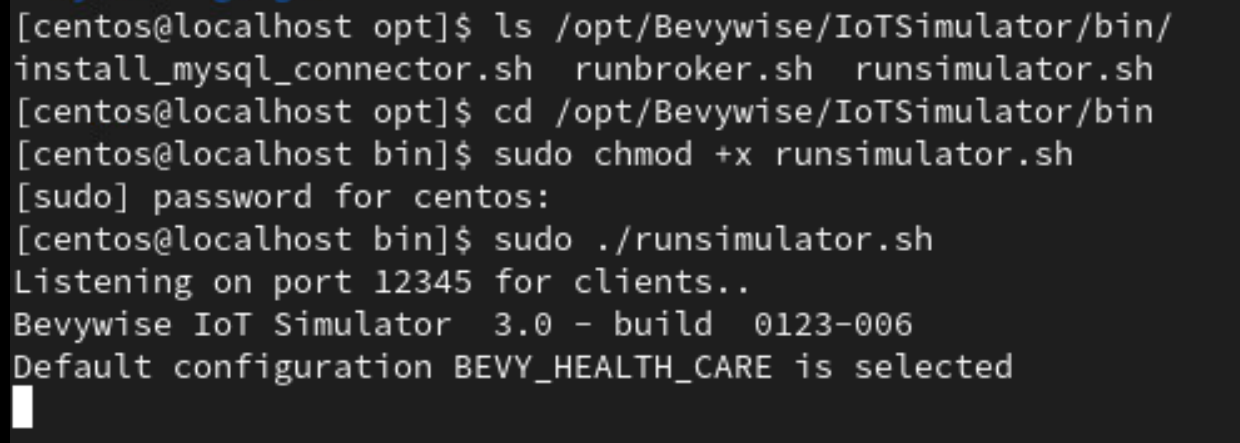 [centos@localhost opt]$ ls /opt/Bevywise/IoTSimulator/bin/
install_mysql_connector.sh  runbroker.sh  runsimulator.sh
[centos@localhost opt]$ cd /opt/Bevywise/IoTSimulator/bin
[centos@localhost bin]$ sudo chmod +x runsimulator.sh
[sudo] password for centos:
[centos@localhost bin]$ sudo ./runsimulator.sh
Listening on port 12345 for clients..
Bevywise IoT Simulator  3.0 - build  0123-006
Default configuration BEVY_HEALTH_CARE is selected